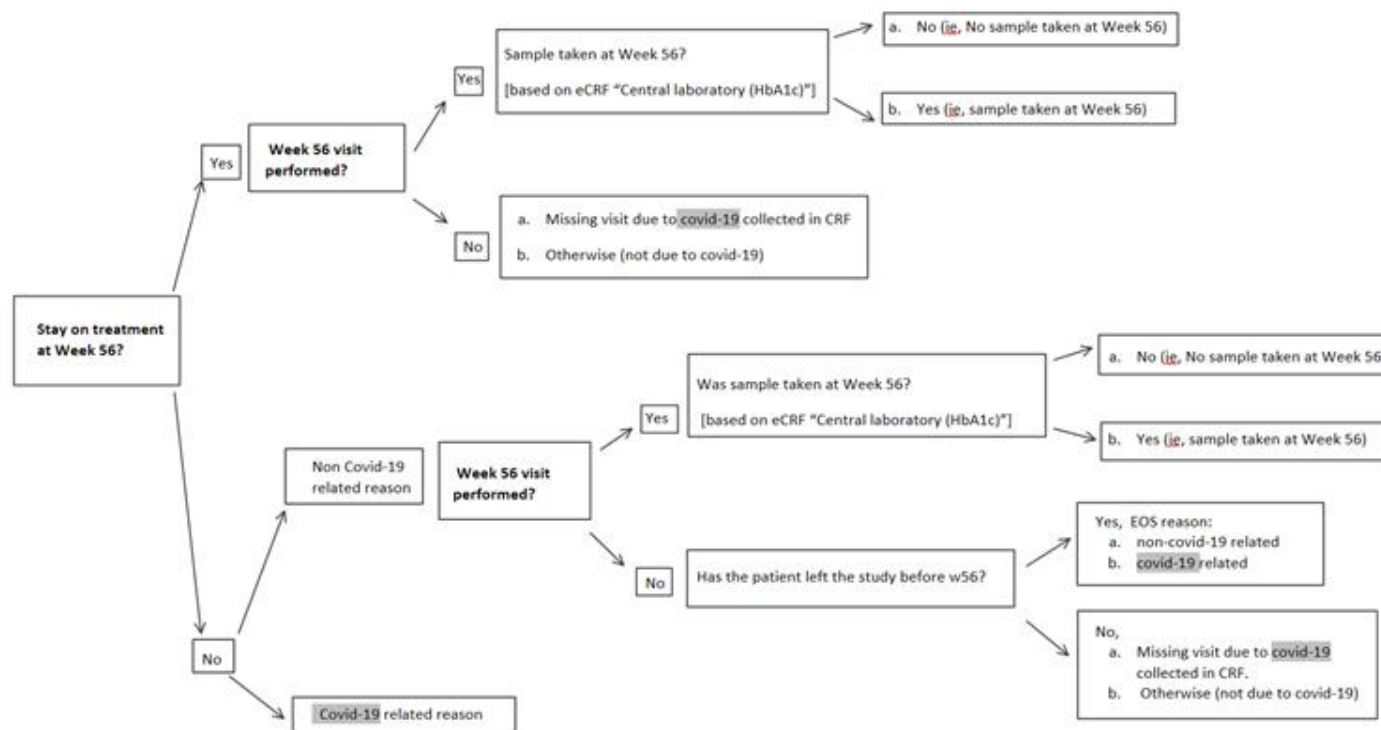 a. No (ie, No sample taken at Week 56)
Sample taken at Week 56?
Yes
[based on eCRF “Central laboratory (HbA1c)”]
b. Yes (ie, sample taken at Week 56)
Yes
Week 56 visit
performed?
No
a. Missing visit due to covid-19 collected in CRF
b. Otherwise (not due to covid-19)
Stay on treatment
at Week 56?
a. No (ie, No sample taken at Week 56
Was sample taken at Week 56?
Yes
[based on eCRF “Central laboratory (HbA1c)”]
b. Yes (ie, sample taken at Week 56)
Non Covid-19
related reason
Week 56 visit
performed?
Yes, EOS reason:
a. non-covid-19 related
b. covid-19 related
No
Has the patient left the study before w56?
No,
a. Missing visit due to covid-19
collected in CRF.
b. Otherwise (not due to covid-19)
No
Covid-19 related reason